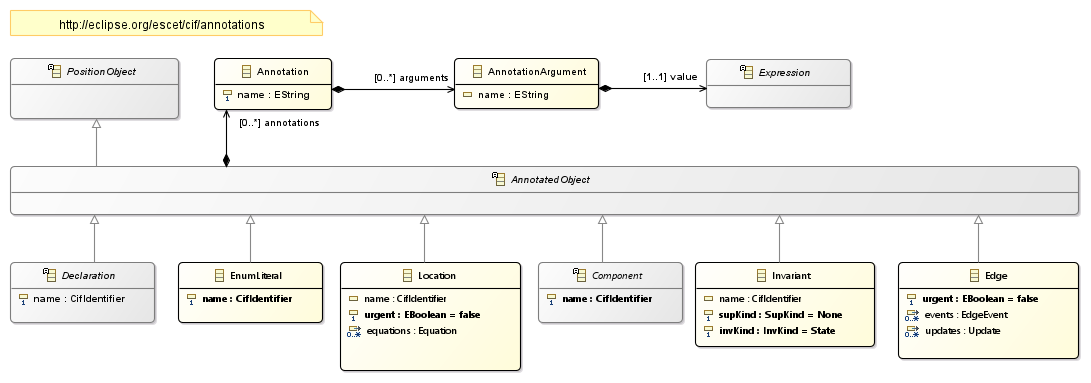 http://eclipse.org/escet/cif/annotations
PositionObject
Annotation
name : EString
[0..*] arguments
AnnotationArgument
name : EString
[1..1] value
Expression
[0..*] annotations
AnnotatedObject
Declaration
name : CifIdentifier
EnumLiteral
name : CifIdentifier
Location
name : CifIdentifier
urgent : EBoolean = false
equations : Equation
Component
name : CifIdentifier
Invariant
name : CifIdentifier
supKind : SupKind = None
invKind : InvKind = State
Edge
urgent : EBoolean = false
events : EdgeEvent
updates : Update